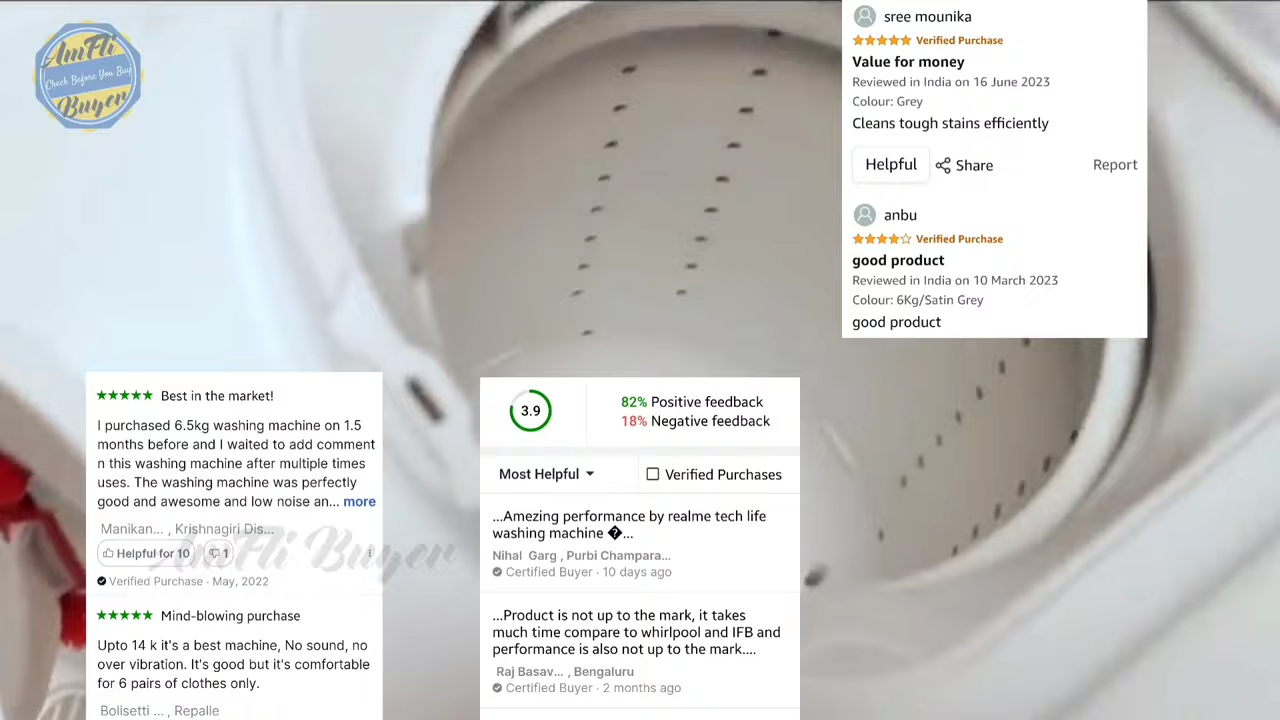 AmFli
Check Before You Buy
Buyer
sree mounika
Verified Purchase
Value for money
Reviewed in India on 16 June 2023
Colour: Grey
Cleans tough stains efficiently
Helpful
Share
Report
anbu
Verified Purchase
good product
Reviewed in India on 10 March 2023
Colour: 6Kg/Satin Grey
good product
★★★★★ Best in the market!
I purchased 6.5kg washing machine on 1.5
months before and I waited to add comment
n this washing machine after multiple times
uses. The washing machine was perfectly
good and awesome and low noise an... more
Manikan... , Krishnagiri Dis...
Helpful for 10
1
Verified Purchase · May, 2022
★★★★★ Mind-blowing purchase
Upto 14 k it's a best machine, No sound, no
over vibration. It's good but it's comfortable
for 6 pairs of clothes only.
Bolisetti ... , Repalle
AmFli Buyer
3.9
82% Positive feedback
18% Negative feedback
Most Helpful
Verified Purchases
...Amezing performance by realme tech life
washing machine �...
Nihal Garg , Purbi Champara...
Certified Buyer · 10 days ago
...Product is not up to the mark, it takes
much time compare to whirlpool and IFB and
performance is also not up to the mark....
Raj Basav... , Bengaluru
Certified Buyer · 2 months ago